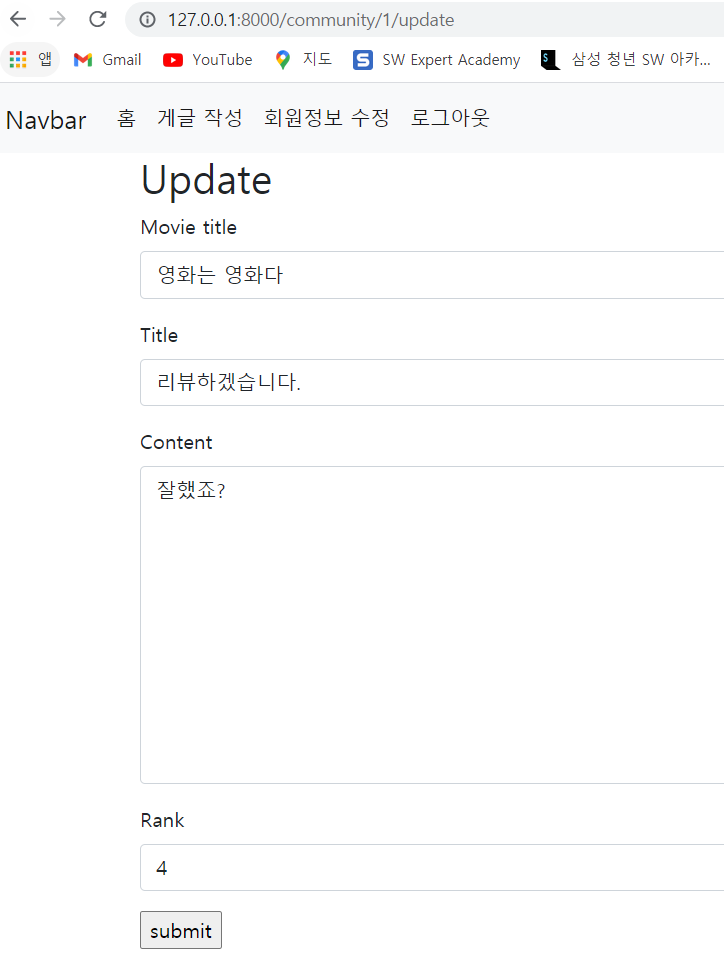 127.0.0.1:8000/community/1/update
앱 Gmail YouTube 지도 SW Expert Academy 삼성 청년 SW 아카...
Navbar 홈 게글 작성 회원정보 수정 로그아웃
Update
Movie title
영화는 영화다
Title
리뷰하겠습니다.
Content
잘했죠?
Rank
4
submit